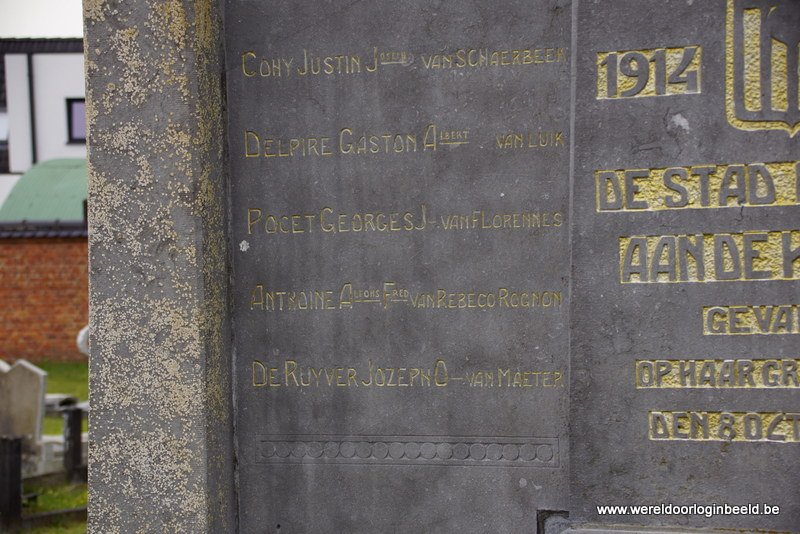 COHY JUSTIN JOSEPH VAN SCHAERBEEK
DELPIRE GASTON ALBERT VAN LUIK
POCET GEORGES J- VAN FLORENNES
ANTHOINE ALFONS FRED VAN REBECQ ROGNON
DE RUYVER JOZEPH O- VAN MAETER
1914
DE STAD
AAN DE
GEVA
OP HAAR GR
DEN 8 OCT
www.wereldoorloginbeeld.be